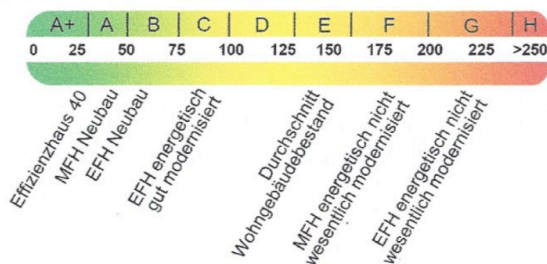 A+ A B C D E F G H
0 25 50 75 100 125 150 175 200 225 >250
Effizienzhaus 40
MFH Neubau
EFH Neubau
EFH energetisch
gut modernisiert
Durchschnitt
Wohngebäudebestand
MFH energetisch nicht
wesentlich modernisiert
EFH energetisch nicht
wesentlich modernisiert